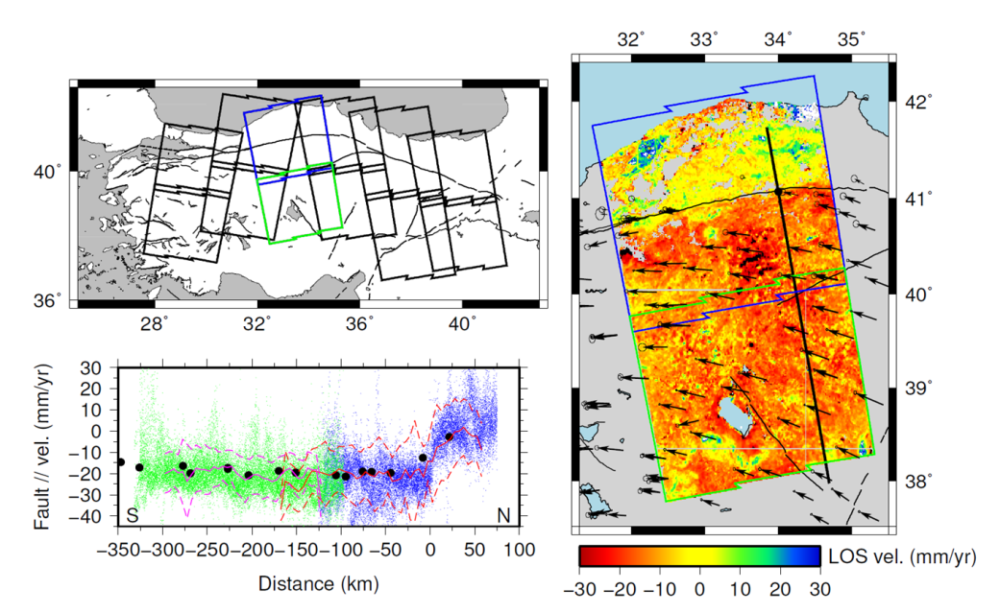 32° 33° 34° 35°
42°
41°
40°
39°
38°
40°
36°
28° 32° 36° 40°
Fault // vel. (mm/yr)
30
20
10
0
−10
−20
−30
−40
S N
−350 −300 −250 −200 −150 −100 −50 0 50 100
Distance (km)
LOS vel. (mm/yr)
−30 −20 −10 0 10 20 30